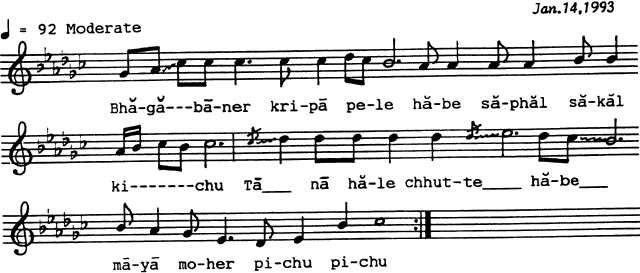 Jan.14,1993
♩ = 92 Moderate
Bhă-gă---bā-ner kri-pā pe-le hă-be să-phăl să-kăl
ki-------chu Tā___ nā hă-le chhut-te____ hă-be___
mā-yā mo-her pi-chu pi-chu